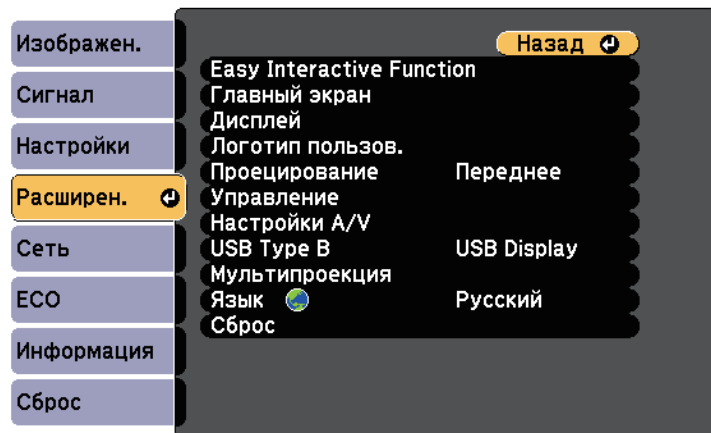 Изображен.
Сигнал
Настройки
Расширен.
Сеть
ECO
Информация
Сброс
Назад
Easy Interactive Function
Главный экран
Дисплей
Логотип пользов.
Проецирование Переднее
Управление
Настройки A/V
USB Type B USB Display
Мультипроекция
Язык Русский
Сброс